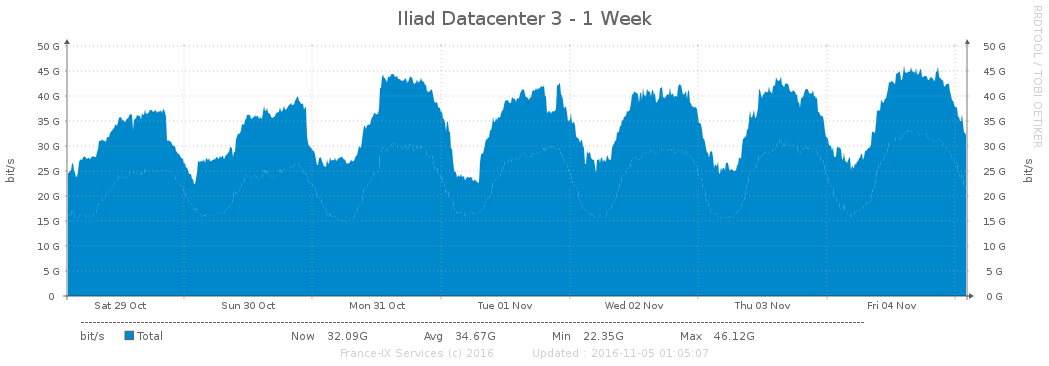 Iliad Datacenter 3 - 1 Week
RRDTOOL / TOBI OETIKER
bit/s
50 G 50 G
45 G 45 G
40 G 40 G
35 G 35 G
30 G 30 G
25 G 25 G
20 G 20 G
15 G 15 G
10 G 10 G
5 G 5 G
0 0 G
bit/s
Sat 29 Oct Sun 30 Oct Mon 31 Oct Tue 01 Nov Wed 02 Nov Thu 03 Nov Fri 04 Nov
bit/s Total Now 32.09G Avg 34.67G Min 22.35G Max 46.12G
France-IX Services (c) 2016 Updated : 2016-11-05 01:05:07